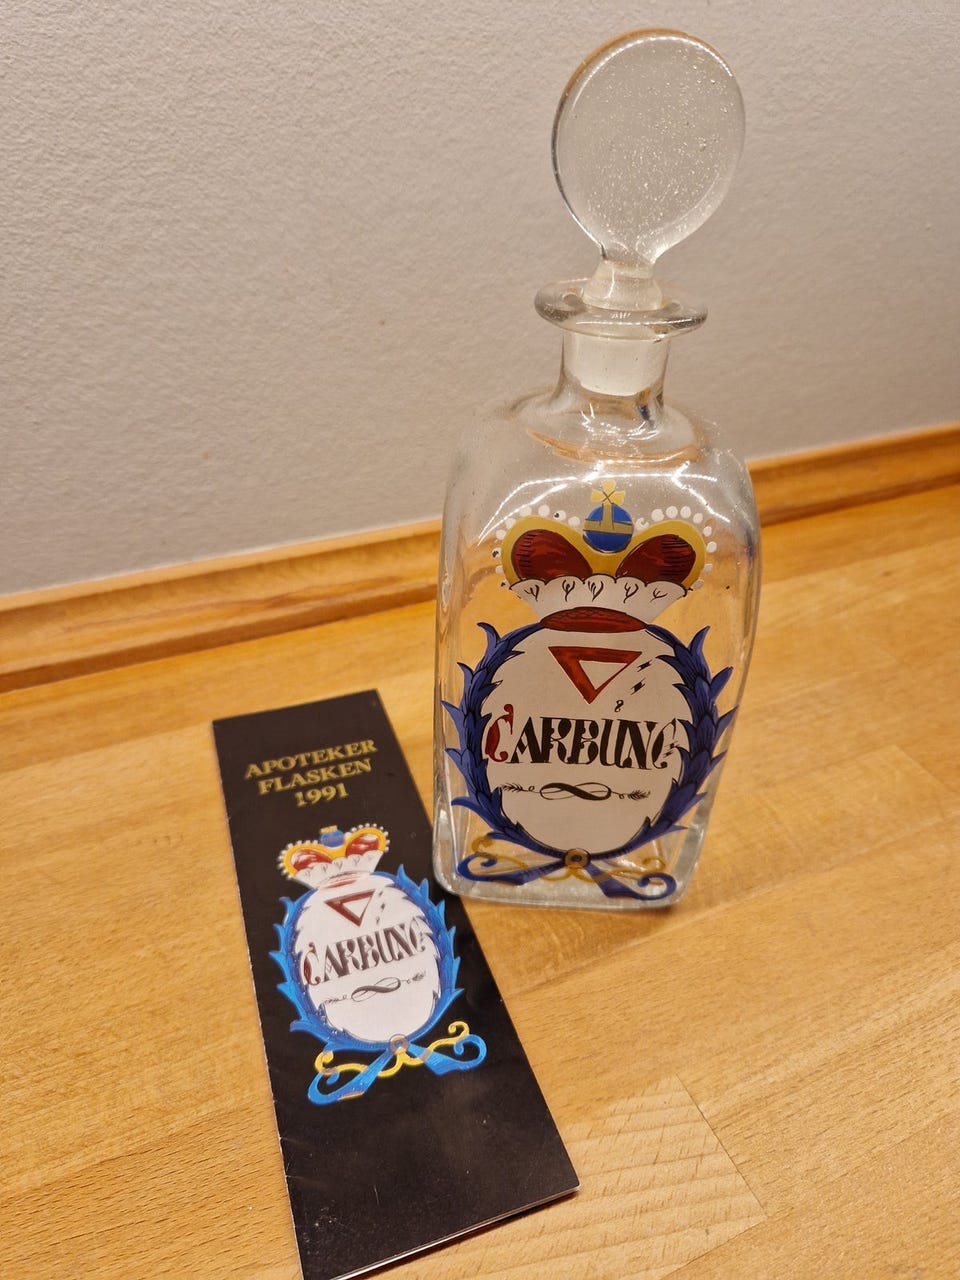 CARBUNC
APOTEKER
FLASKEN
1991
CARBUNC